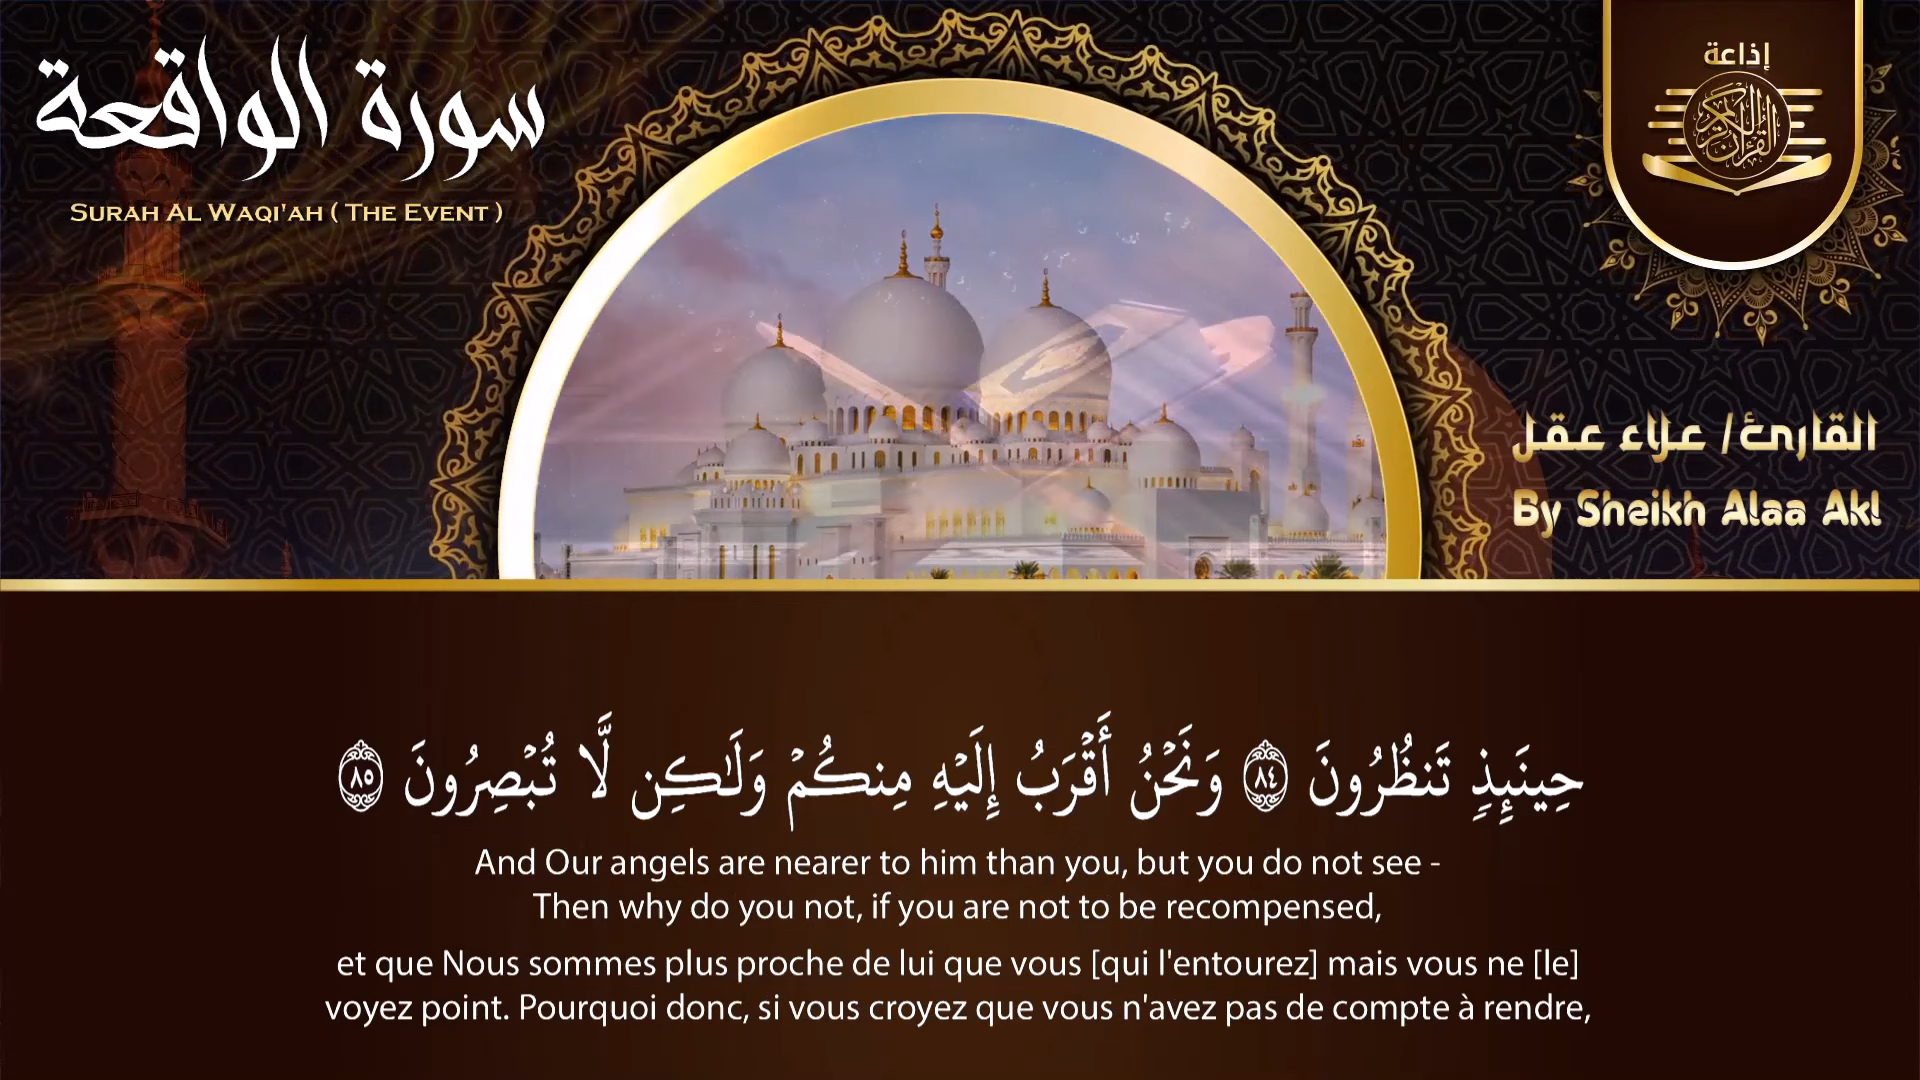 سورة الواقعة
SURAH AL WAQI'AH ( THE EVENT )
إذاعة
القرآن الكريم
القارئ / علاء عقل
By Sheikh Alaa Akl
حِينَئِذٍ تَنظُرُونَ ۝٨٤ وَنَحْنُ أَقْرَبُ إِلَيْهِ مِنكُمْ وَلَـٰكِن لَّا تُبْصِرُونَ ۝٨٥
And Our angels are nearer to him than you, but you do not see -
Then why do you not, if you are not to be recompensed,
et que Nous sommes plus proche de lui que vous [qui l'entourez] mais vous ne [le]
voyez point. Pourquoi donc, si vous croyez que vous n'avez pas de compte à rendre,